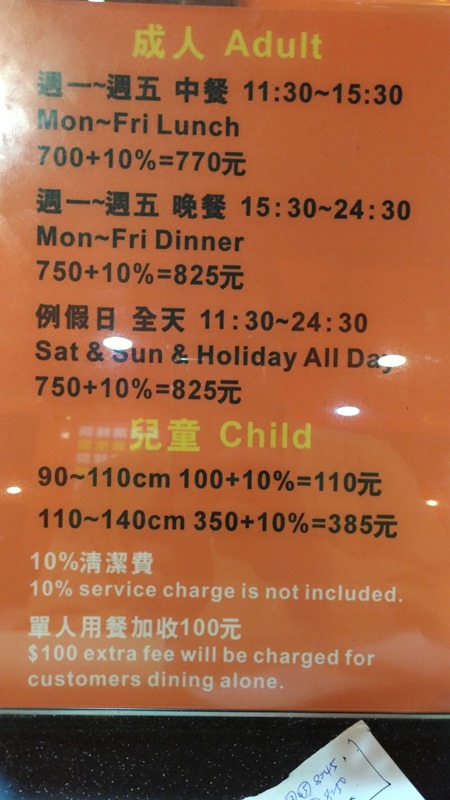 成人 Adult
週一~週五 中餐 11:30~15:30
Mon~Fri Lunch
700+10%=770元
週一~週五 晚餐 15:30~24:30
Mon~Fri Dinner
750+10%=825元
例假日 全天 11:30~24:30
Sat & Sun & Holiday All Day
750+10%=825元
兒童 Child
90~110cm 100+10%=110元
110~140cm 350+10%=385元
10%清潔費
10% service charge is not included.
單人用餐加收100元
$100 extra fee will be charged for
customers dining alone.